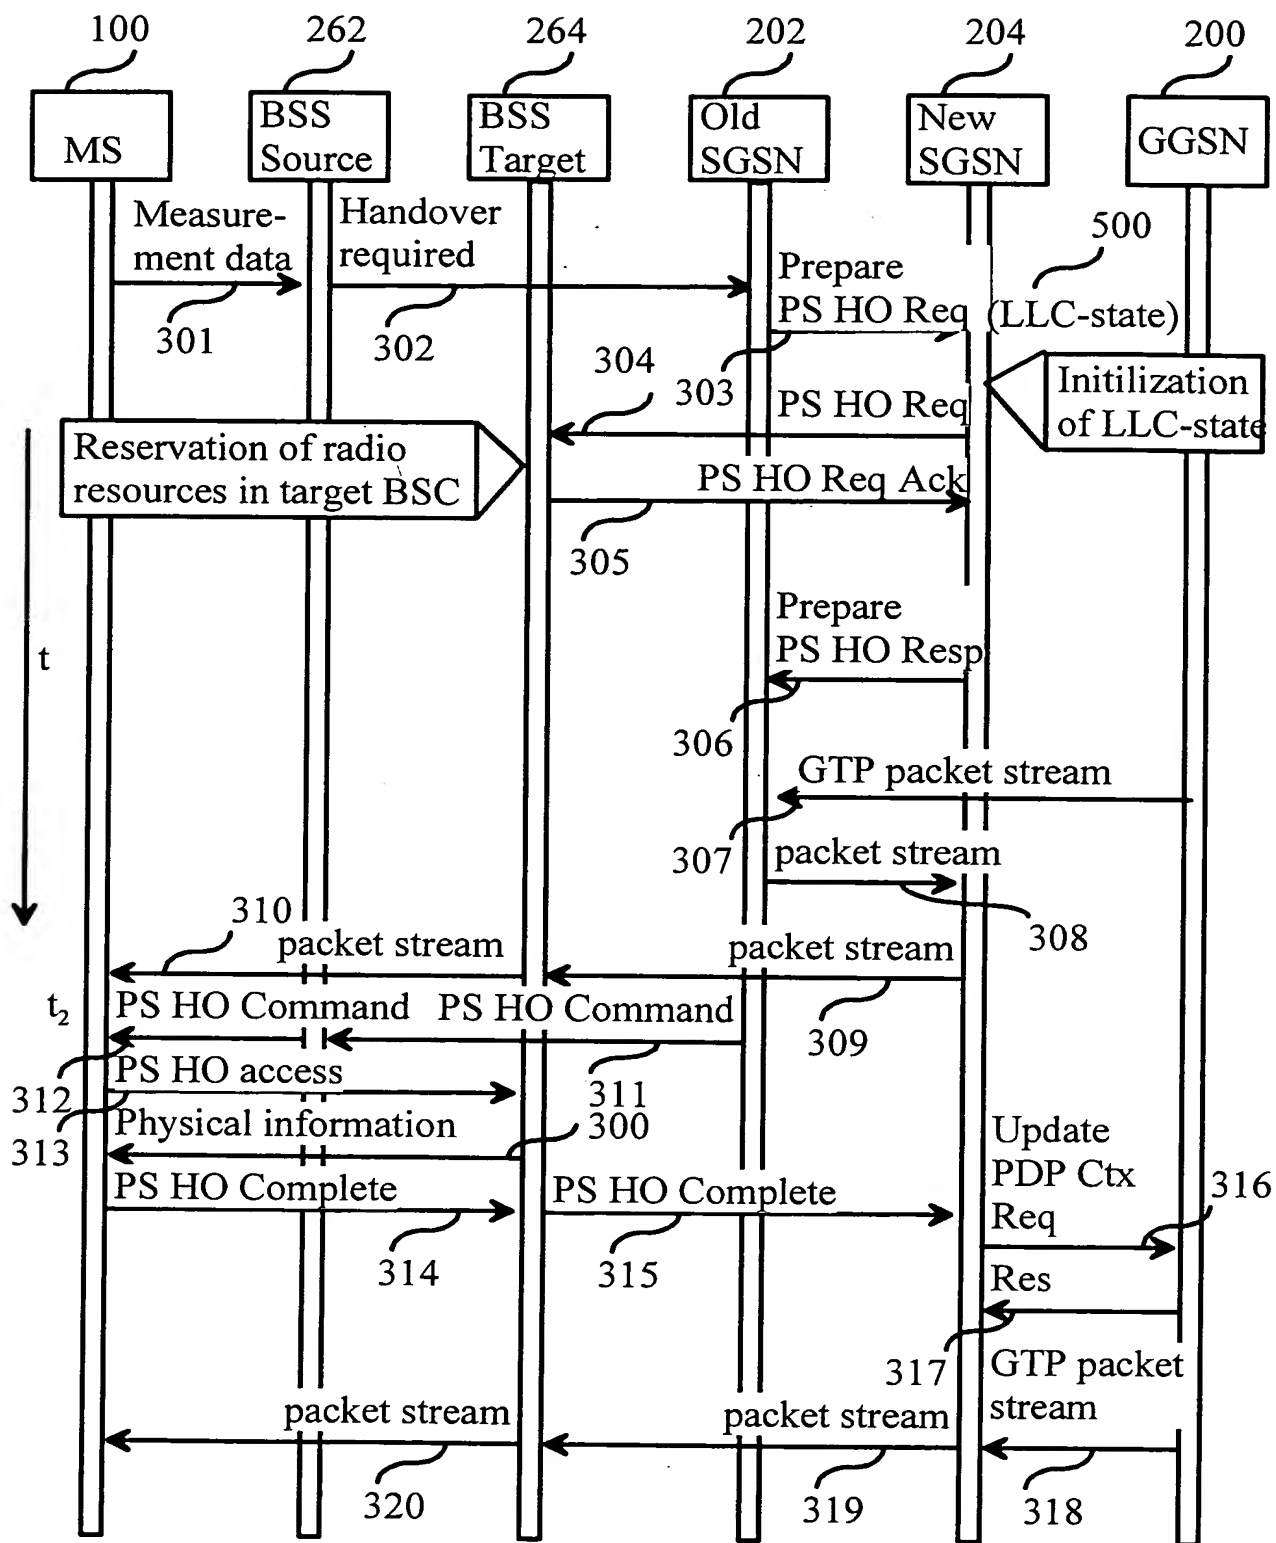 100 262 264 202 204 200
MS
BSS
Source
BSS
Target
Old
SGSN
New
SGSN
GGSN
Measure-
ment data
301
Handover
required
302
Prepare
PS HO Req (LLC-state)
500
303
304
PS HO Req
Initilization
of LLC-state
Reservation of radio
resources in target BSC
PS HO Req Ack
305
t
Prepare
PS HO Resp
306
GTP packet stream
307
packet stream
308
310
packet stream
packet stream
309
t2
PS HO Command
PS HO Command
312
311
PS HO access
313
Physical information
300
PS HO Complete
314
PS HO Complete
315
Update
PDP Ctx
Req
316
Res
317
GTP packet
stream
318
packet stream
319
packet stream
320